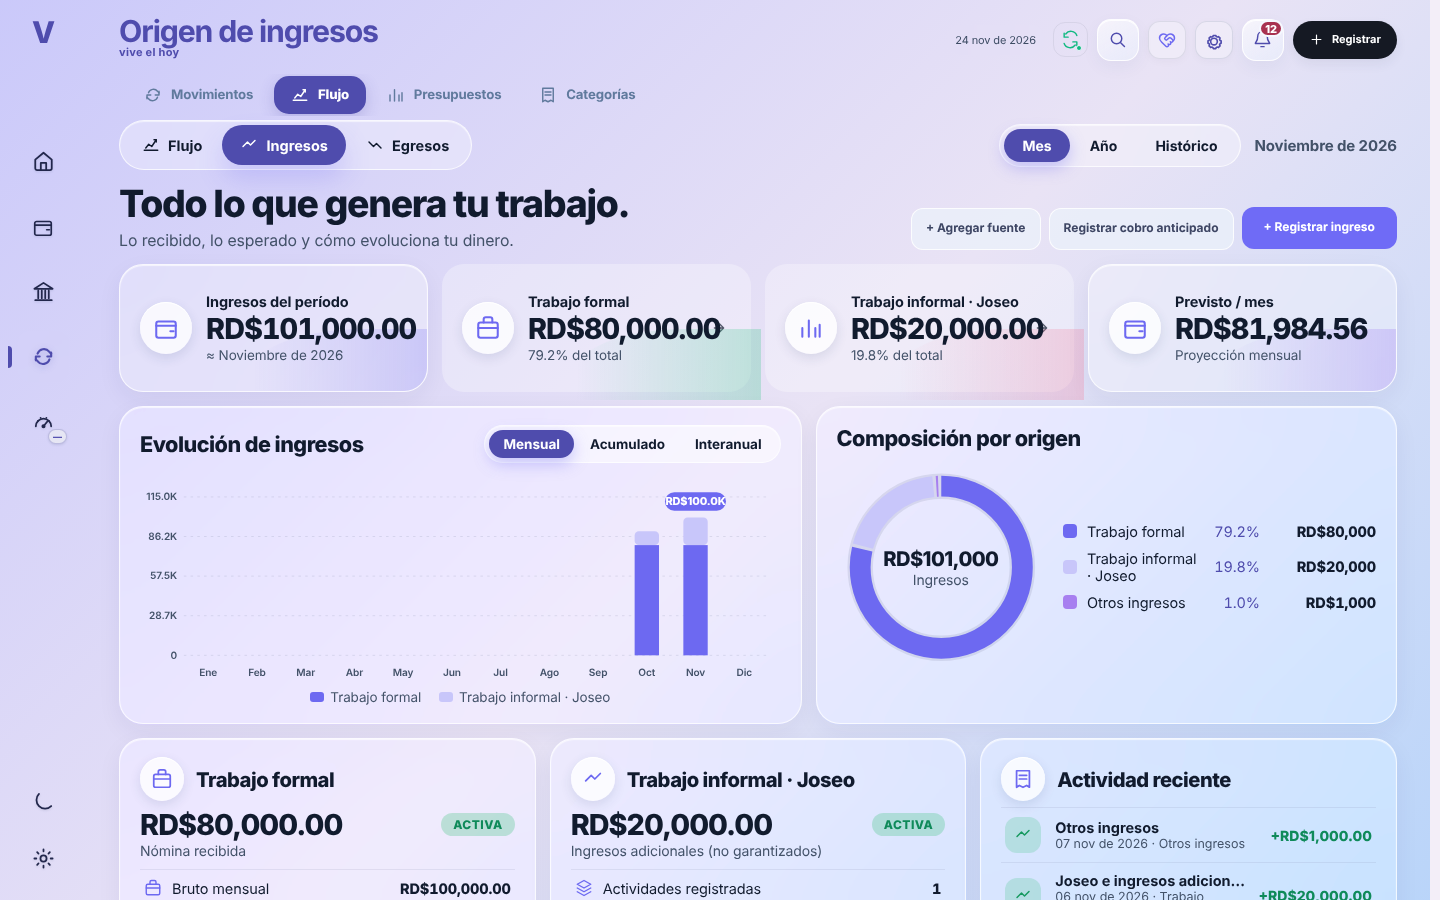 V
Origen de ingresos
vive el hoy
24 nov de 2026
12
+ Registrar
Movimientos
Flujo
Presupuestos
Categorías
Flujo
Ingresos
Egresos
Mes
Año
Histórico
Noviembre de 2026
Todo lo que genera tu trabajo.
Lo recibido, lo esperado y cómo evoluciona tu dinero.
+ Agregar fuente
Registrar cobro anticipado
+ Registrar ingreso
Ingresos del período
RD$101,000.00
≈ Noviembre de 2026
Trabajo formal
RD$80,000.00
79.2% del total
Trabajo informal · Joseo
RD$20,000.00
19.8% del total
Previsto / mes
RD$81,984.56
Proyección mensual
Evolución de ingresos
Mensual
Acumulado
Interanual
115.0K
86.2K
57.5K
28.7K
0
RD$100.0K
Ene
Feb
Mar
Abr
May
Jun
Jul
Ago
Sep
Oct
Nov
Dic
Trabajo formal
Trabajo informal · Joseo
Composición por origen
RD$101,000
Ingresos
Trabajo formal 79.2% RD$80,000
Trabajo informal
· Joseo 19.8% RD$20,000
Otros ingresos 1.0% RD$1,000
Trabajo formal
RD$80,000.00
ACTIVA
Nómina recibida
Bruto mensual RD$100,000.00
Trabajo informal · Joseo
RD$20,000.00
ACTIVA
Ingresos adicionales (no garantizados)
Actividades registradas 1
Actividad reciente
Otros ingresos
07 nov de 2026 · Otros ingresos
+RD$1,000.00
Joseo e ingresos adicion...
06 nov de 2026 · Trabajo
+RD$20,000.00